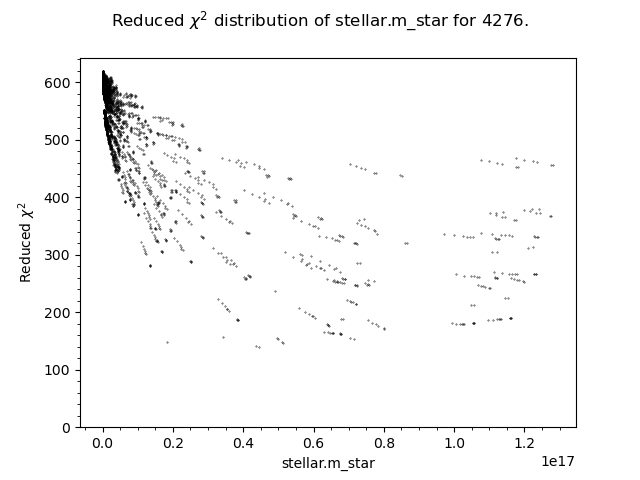 Reduced χ² distribution of stellar.m_star for 4276.
600
500
400
300
200
100
0
Reduced χ²
0.0 0.2 0.4 0.6 0.8 1.0 1.2
1e17
stellar.m_star